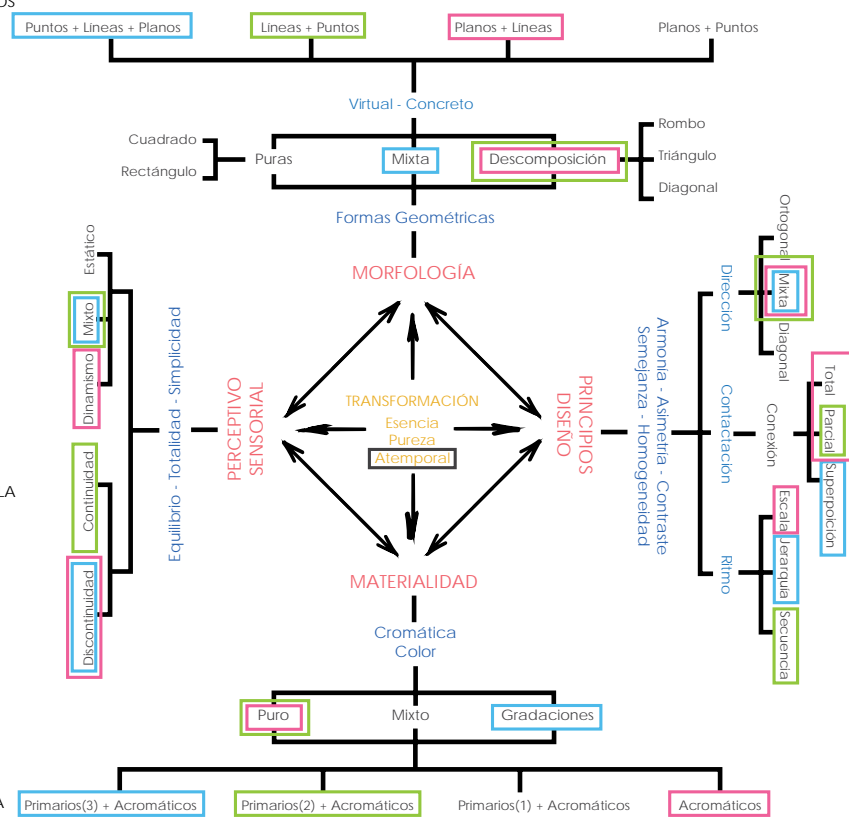 OS
Puntos + Líneas + Planos
Líneas + Puntos
Planos + Líneas
Planos + Puntos
Virtual - Concreto
Cuadrado
Rectángulo
Puras
Mixta
Descomposición
Rombo
Triángulo
Diagonal
Formas Geométricas
MORFOLOGÍA
Estático
Mixto
Dinamismo
Continuidad
Discontinuidad
Equilibrio - Totalidad - Simplicidad
PERCEPTIVO
SENSORIAL
TRANSFORMACIÓN
Esencia
Pureza
Atemporal
PRINCIPIOS
DISEÑO
Armonía - Asimetría - Contraste
Semejanza - Homogeneidad
Dirección
Ortogonal
Mixta
Diagonal
Contactación
Conexión
Total
Parcial
Superpoición
Ritmo
Escala
Jerarquia
Secuencia
LA
MATERIALIDAD
Cromática
Color
Puro
Mixto
Gradaciones
A
Primarios(3) + Acromáticos
Primarios(2) + Acromáticos
Primarios(1) + Acromáticos
Acromáticos